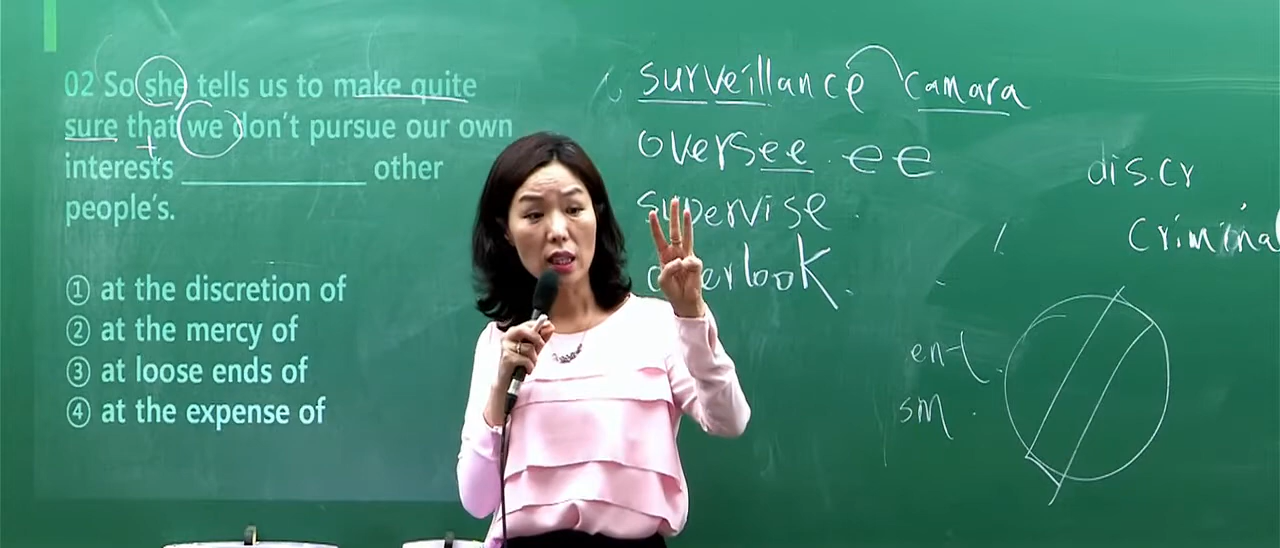 02 So she tells us to make quite
sure that we don't pursue our own
interests ____________ other
people's.
① at the discretion of
② at the mercy of
③ at loose ends of
④ at the expense of
surveillance camara
oversee. ee
supervise.
overlook.
discr
crimina
ent.
sm.